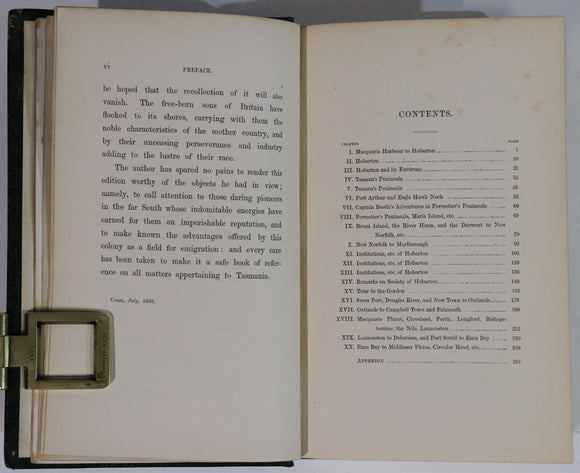 vi
PREFACE.
be hoped that the recollection of it will also
vanish. The free-born sons of Britain have
flocked to its shores, carrying with them the
noble characteristics of the mother country, and
by their unceasing perseverance and industry
adding to the lustre of their race.
The author has spared no pains to render this
edition worthy of the objects he had in view;
namely, to call attention to those daring pioneers
in the far South whose indomitable energies have
earned for them an imperishable reputation, and
to make known the advantages offered by this
colony as a field for emigration: and every care
has been taken to make it a safe book of refer-
ence on all matters appertaining to Tasmania.
July,
CONTENTS.
CHAPTER PAGE
I. Macquarie Harbour to Hobarton 1
II. Hobarton
III. Hobarton and its Environs 21
IV. Tasman's Peninsula
V. Tasman's Peninsula
VI. Port Arthur and Eagle Hawk Neck 52
VII. Captain Booth's Adventures in Forrestier's Peninsula 60
VIII. Forrestier's Peninsula, Maria Island, etc. 69
IX. Bruni Island, the River Huon, and the Derwent to New
Norfolk, etc. 79
X. New Norfolk to Marlborough 92
XI. Institutions, etc. of Hobarton
XII. Institutions, etc. of Hobarton
XIII. Institutions, etc. of Hobarton 136
XIV. Remarks on Society of Hobarton 148
XV. Tour to the Gordon
XVI. Swan Port, Douglas River, and New Town to Oatlands 178
XVII. Oatlands to Campbell Town and Falmouth 198
XVIII. Macquarie Plains, Cleveland, Perth, Longford, Bishops-
bourne, the Nile, Launceston 212
XIX. Launceston to Deloraine, and Port Sorell to Emu Bay
XX. Emu Bay to Middlesex Plains, Circular Head, etc.
APPENDIX 281